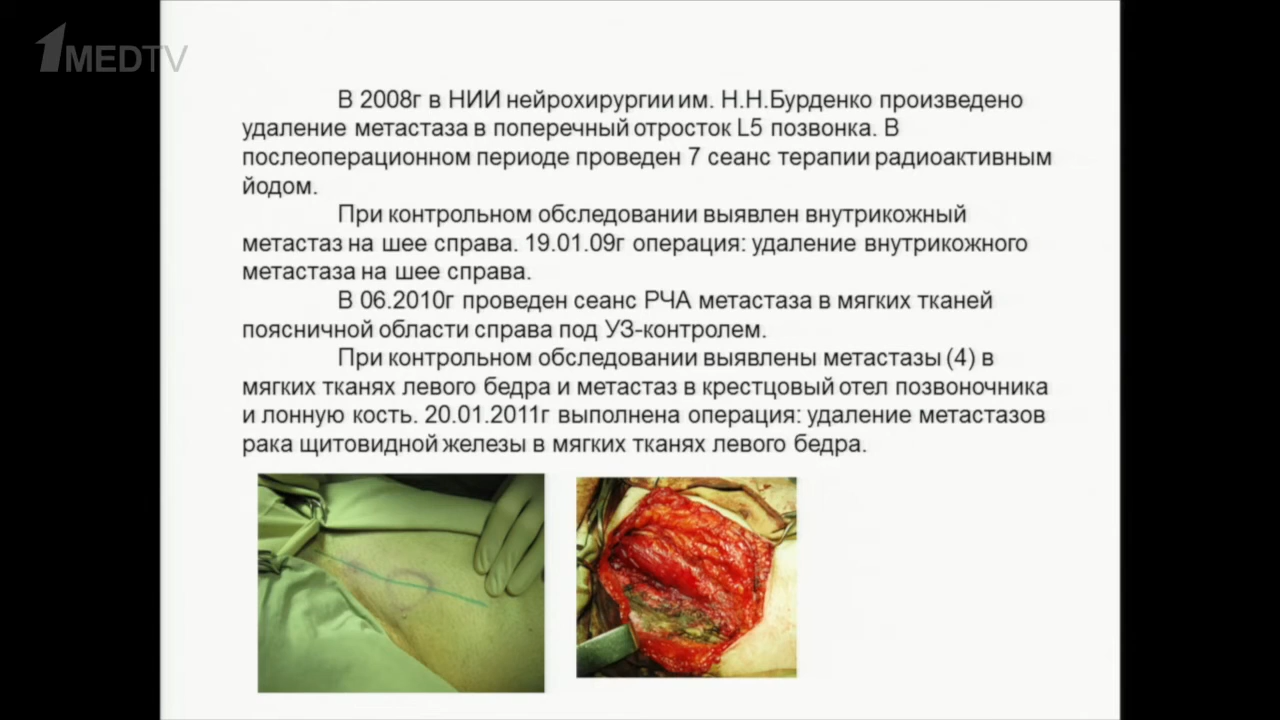 1MEDTV
В 2008г в НИИ нейрохирургии им. Н.Н.Бурденко произведено
удаление метастаза в поперечный отросток L5 позвонка. В
послеоперационном периоде проведен 7 сеанс терапии радиоактивным
йодом.
При контрольном обследовании выявлен внутрикожный
метастаз на шее справа. 19.01.09г операция: удаление внутрикожного
метастаза на шее справа.
В 06.2010г проведен сеанс РЧА метастаза в мягких тканей
поясничной области справа под УЗ-контролем.
При контрольном обследовании выявлены метастазы (4) в
мягких тканях левого бедра и метастаз в крестцовый отел позвоночника
и лонную кость. 20.01.2011г выполнена операция: удаление метастазов
рака щитовидной железы в мягких тканях левого бедра.